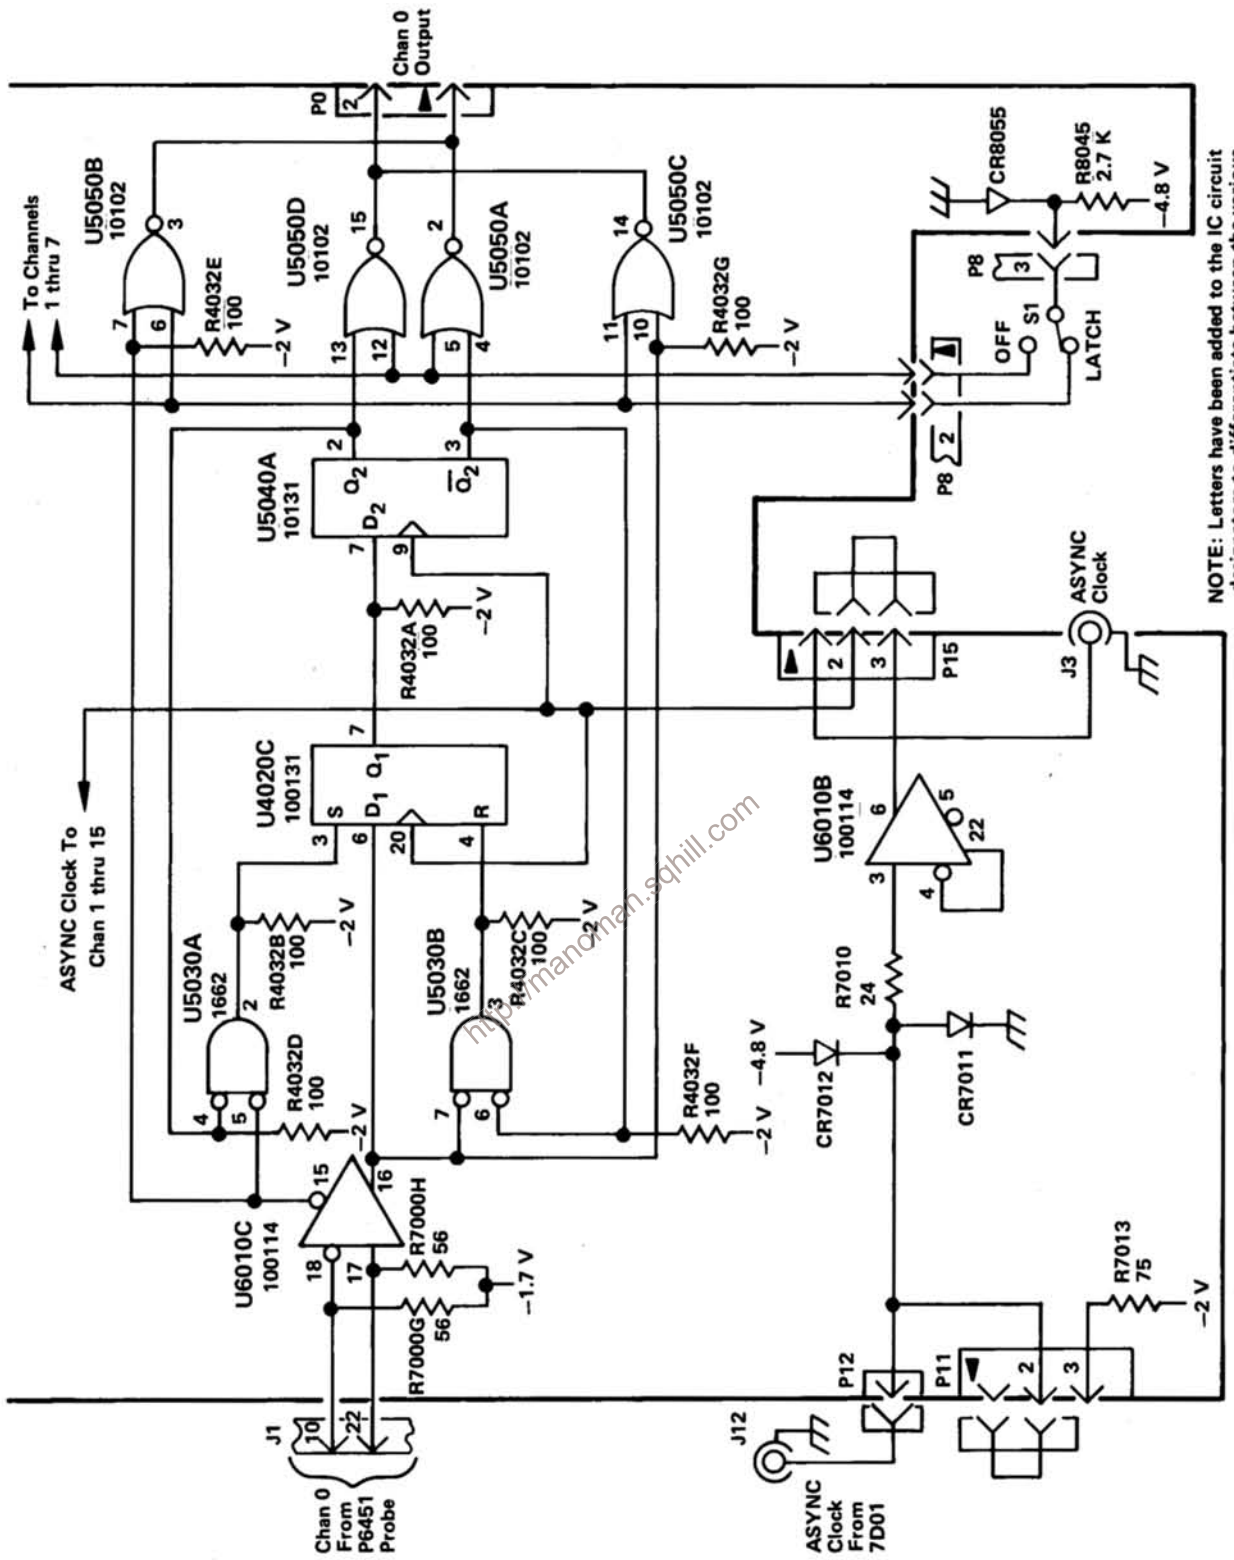 To Channels
1 thru 7
ASYNC Clock To
Chan 1 thru 15
U5050B
10102
7
6
3
R4032E
100
–2 V
P0
2
Chan 0
Output
U5050D
10102
13
12
15
U5050A
10102
5
4
2
U5050C
10102
11
10
14
R4032G
100
–2 V
U5040A
10131
D2
Q2
Q2
7
9
2
3
R4032A
100
–2 V
U4020C
100131
S
D1
Q1
R
3
6
20
4
7
U5030A
1662
4
5
2
R4032B
100
–2 V
R4032D
100
–2 V
U5030B
1662
7
6
3
R4032C
100
–2 V
R4032F
100
–2 V
U6010C
100114
18
17
15
16
R7000H
56
R7000G
56
–1.7 V
J1
10
22
Chan 0
From
P6451
Probe
CR8055
R8045
2.7 K
–4.8 V
P8
3
S1
OFF
LATCH
P8
2
P15
2
3
J3
ASYNC
Clock
U6010B
100114
3
4
6
5
22
R7010
24
–4.8 V
CR7012
CR7011
P12
P11
2
3
R7013
75
–2 V
J12
ASYNC
Clock
From
7D01
NOTE: Letters have been added to the IC circuit
http://manoman.sqhill.com